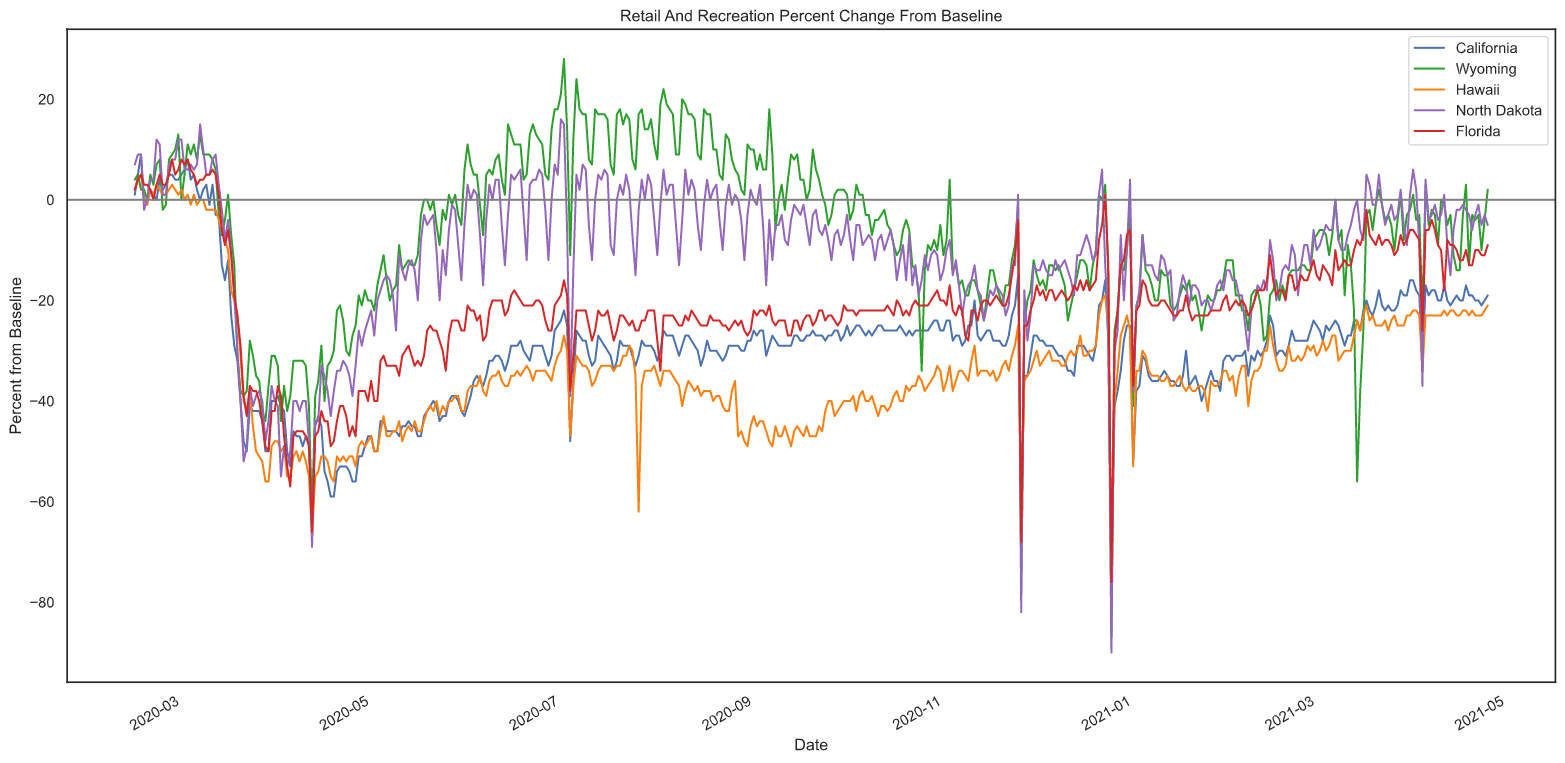 Retail And Recreation Percent Change From Baseline
California
Wyoming
Hawaii
North Dakota
Florida
Percent from Baseline
20
0
−20
−40
−60
−80
2020-03
2020-05
2020-07
2020-09
2020-11
2021-01
2021-03
2021-05
Date